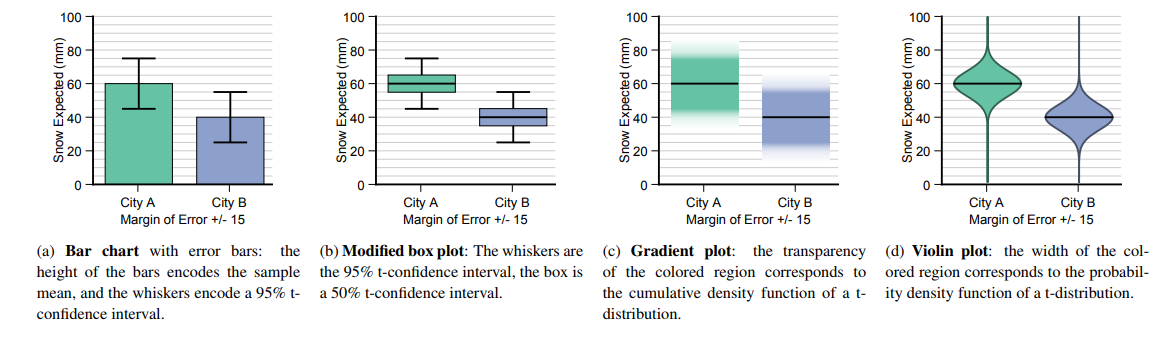 100
80
60
40
20
0
Snow Expected (mm)
City A City B
Margin of Error +/- 15
100
80
60
40
20
0
Snow Expected (mm)
City A City B
Margin of Error +/- 15
100
80
60
40
20
0
Snow Expected (mm)
City A City B
Margin of Error +/- 15
100
80
60
40
20
0
Snow Expected (mm)
City A City B
Margin of Error +/- 15
(a) Bar chart with error bars: the
height of the bars encodes the sample
mean, and the whiskers encode a 95% t-
confidence interval.
(b) Modified box plot: The whiskers are
the 95% t-confidence interval, the box is
a 50% t-confidence interval.
(c) Gradient plot: the transparency
of the colored region corresponds to
the cumulative density function of a t-
distribution.
(d) Violin plot: the width of the col-
ored region corresponds to the probabil-
ity density function of a t-distribution.